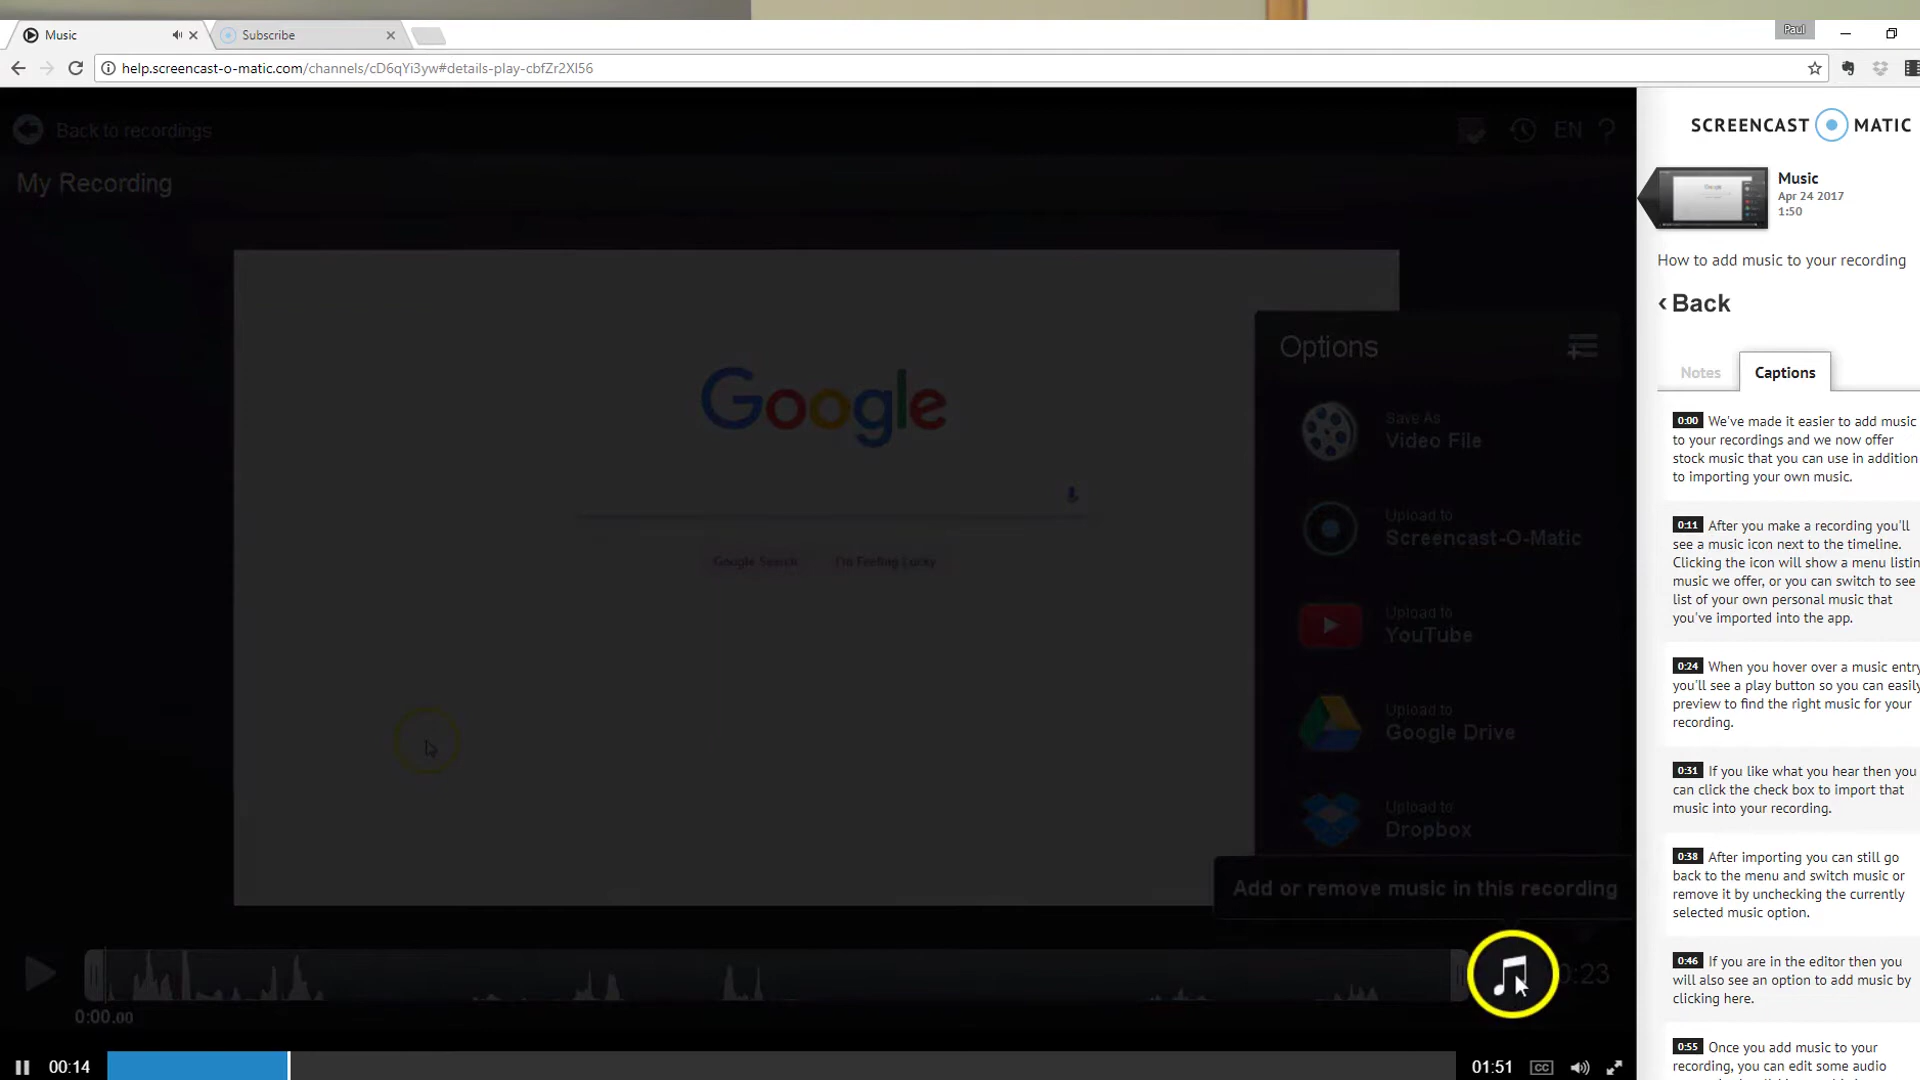 Music
Subscribe
Paul
help.screencast-o-matic.com/channels/cD6qYi3yw#details-play-cbfZr2Xl56
Back to recordings
EN
?
My Recording
Google
Google Search
I'm Feeling Lucky
Options
Save As
Video File
Upload to
Screencast-O-Matic
Upload to
YouTube
Upload to
Google Drive
Upload to
Dropbox
Add or remove music in this recording
0:00.00
00:14
01:51
CC
SCREENCAST MATIC
Music
Apr 24 2017
1:50
How to add music to your recording
‹ Back
Notes
Captions
0:00 We've made it easier to add music
to your recordings and we now offer
stock music that you can use in addition
to importing your own music.
0:11 After you make a recording you'll
see a music icon next to the timeline.
Clicking the icon will show a menu listin
music we offer, or you can switch to see
list of your own personal music that
you've imported into the app.
0:24 When you hover over a music entry
you'll see a play button so you can easily
preview to find the right music for your
recording.
0:31 If you like what you hear then you
can click the check box to import that
music into your recording.
0:38 After importing you can still go
back to the menu and switch music or
remove it by unchecking the currently
selected music option.
0:46 If you are in the editor then you
will also see an option to add music by
clicking here.
0:55 Once you add music to your
recording, you can edit some audio